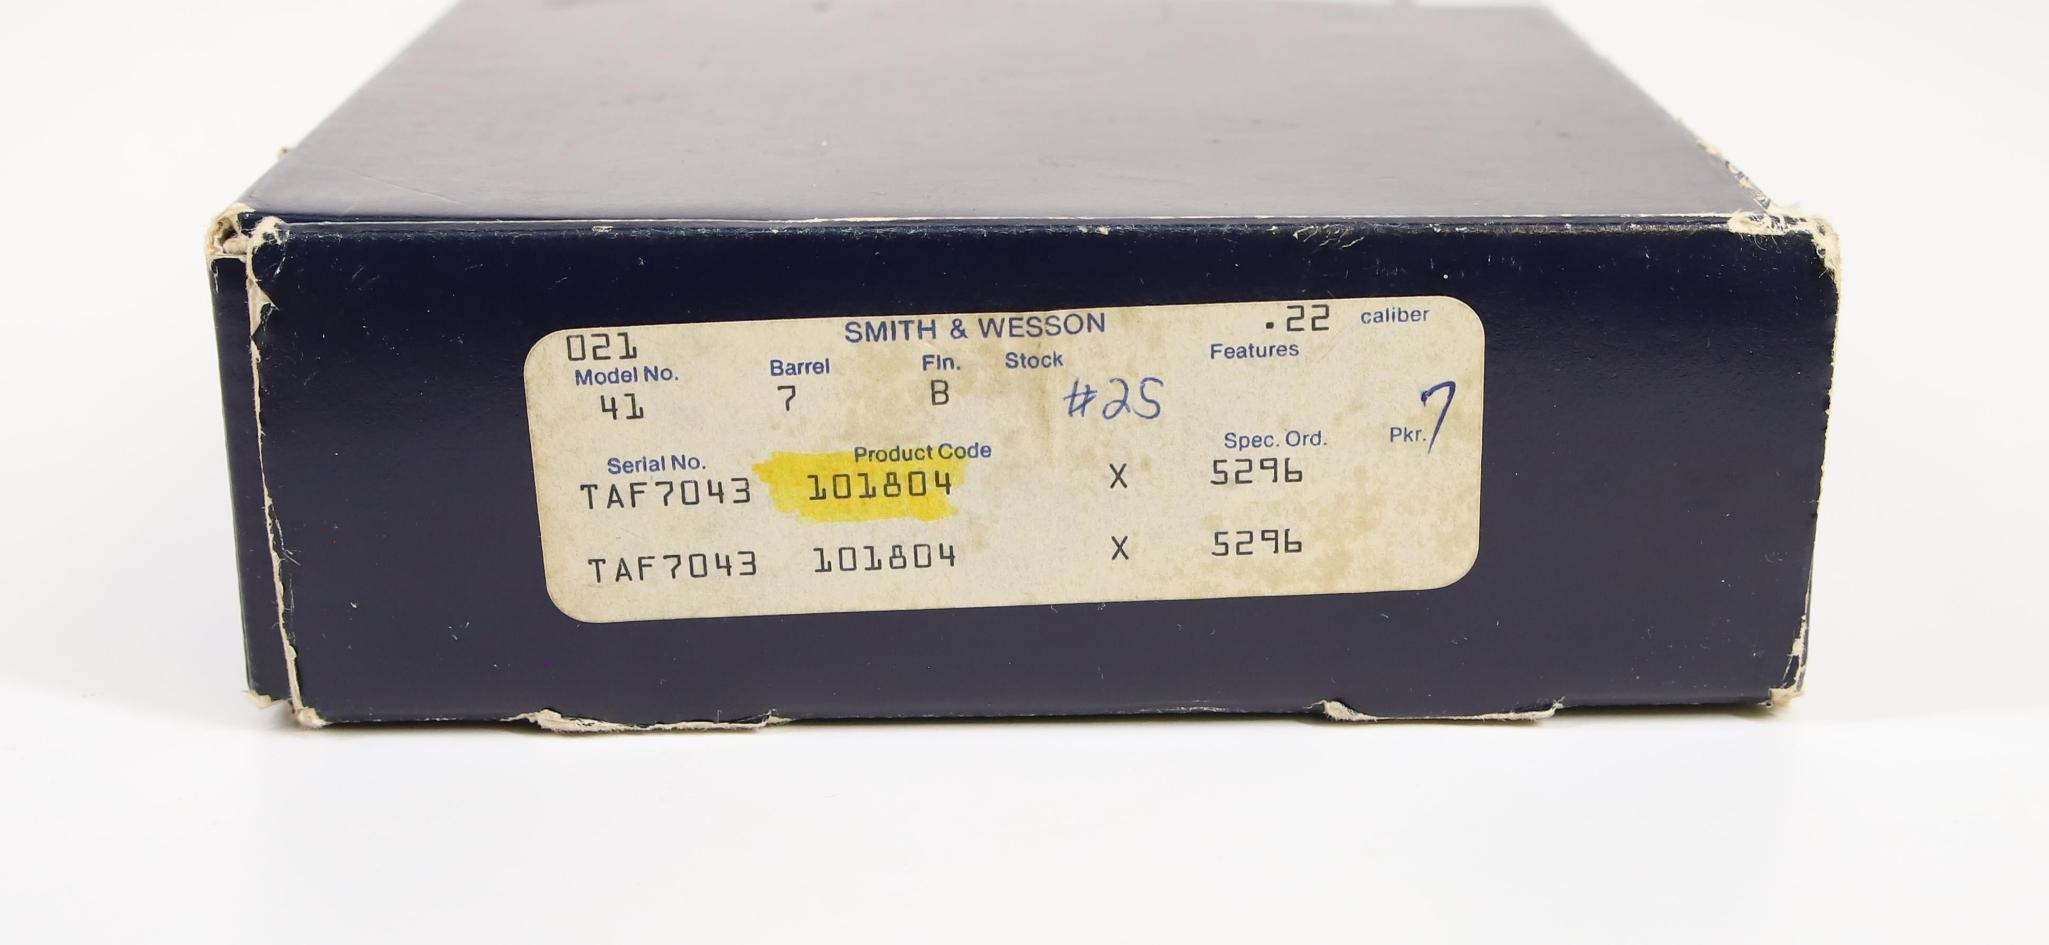 021 SMITH & WESSON .22 caliber
Model No. Barrel Fin. Stock Features
41 7 B #25 7
Serial No. Product Code Spec. Ord. Pkr.
TAF7043 101804 X 5296
TAF7043 101804 X 5296